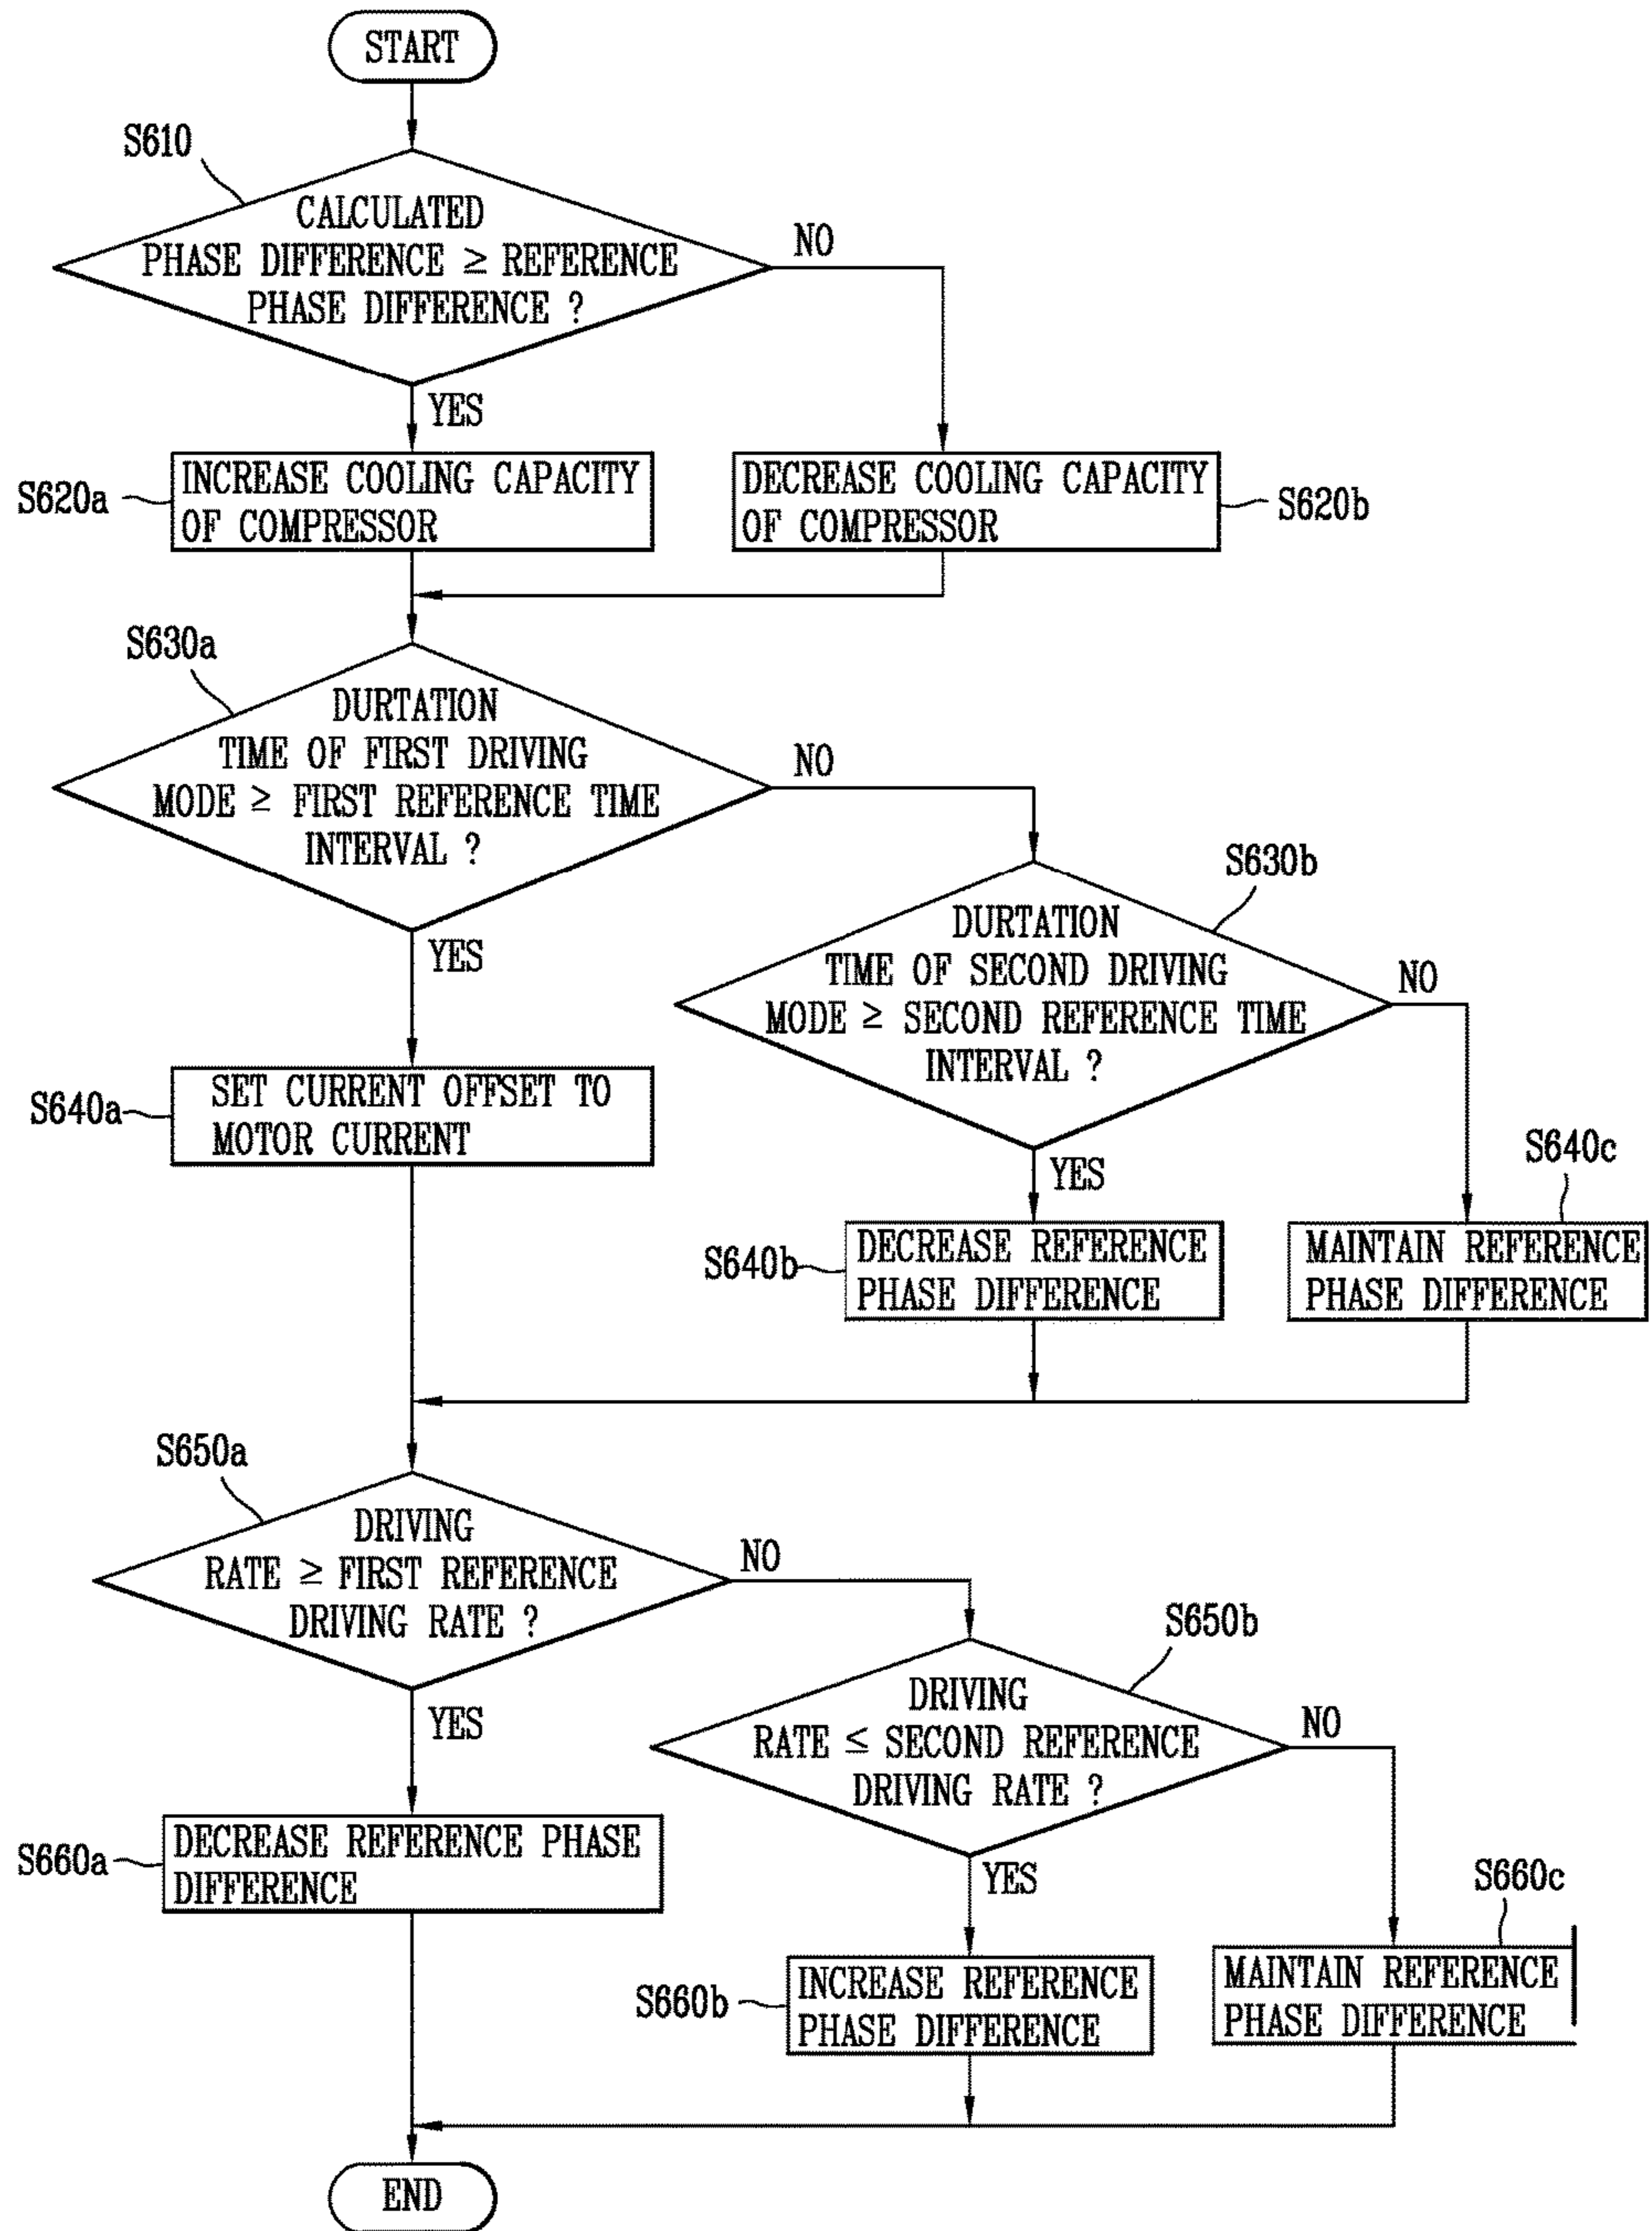 START
S610
CALCULATED
PHASE DIFFERENCE ≥ REFERENCE
PHASE DIFFERENCE ?
NO
YES
S620a
INCREASE COOLING CAPACITY
OF COMPRESSOR
DECREASE COOLING CAPACITY
OF COMPRESSOR
S620b
S630a
DURTATION
TIME OF FIRST DRIVING
MODE ≥ FIRST REFERENCE TIME
INTERVAL ?
NO
YES
S630b
DURTATION
TIME OF SECOND DRIVING
MODE ≥ SECOND REFERENCE TIME
INTERVAL ?
NO
YES
S640a
SET CURRENT OFFSET TO
MOTOR CURRENT
S640b
DECREASE REFERENCE
PHASE DIFFERENCE
S640c
MAINTAIN REFERENCE
PHASE DIFFERENCE
S650a
DRIVING
RATE ≥ FIRST REFERENCE
DRIVING RATE ?
NO
YES
S650b
DRIVING
RATE ≤ SECOND REFERENCE
DRIVING RATE ?
NO
YES
S660a
DECREASE REFERENCE PHASE
DIFFERENCE
S660b
INCREASE REFERENCE
PHASE DIFFERENCE
S660c
MAINTAIN REFERENCE
PHASE DIFFERENCE
END